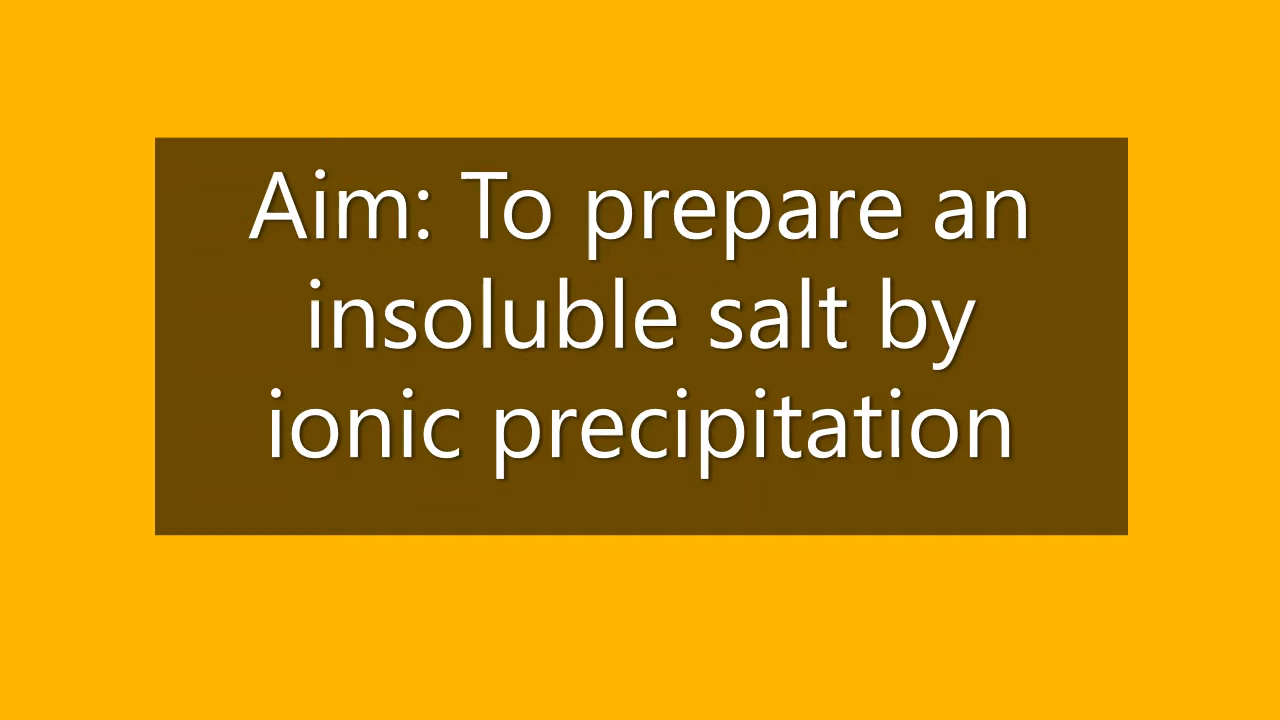 Aim: To prepare an
insoluble salt by
ionic precipitation